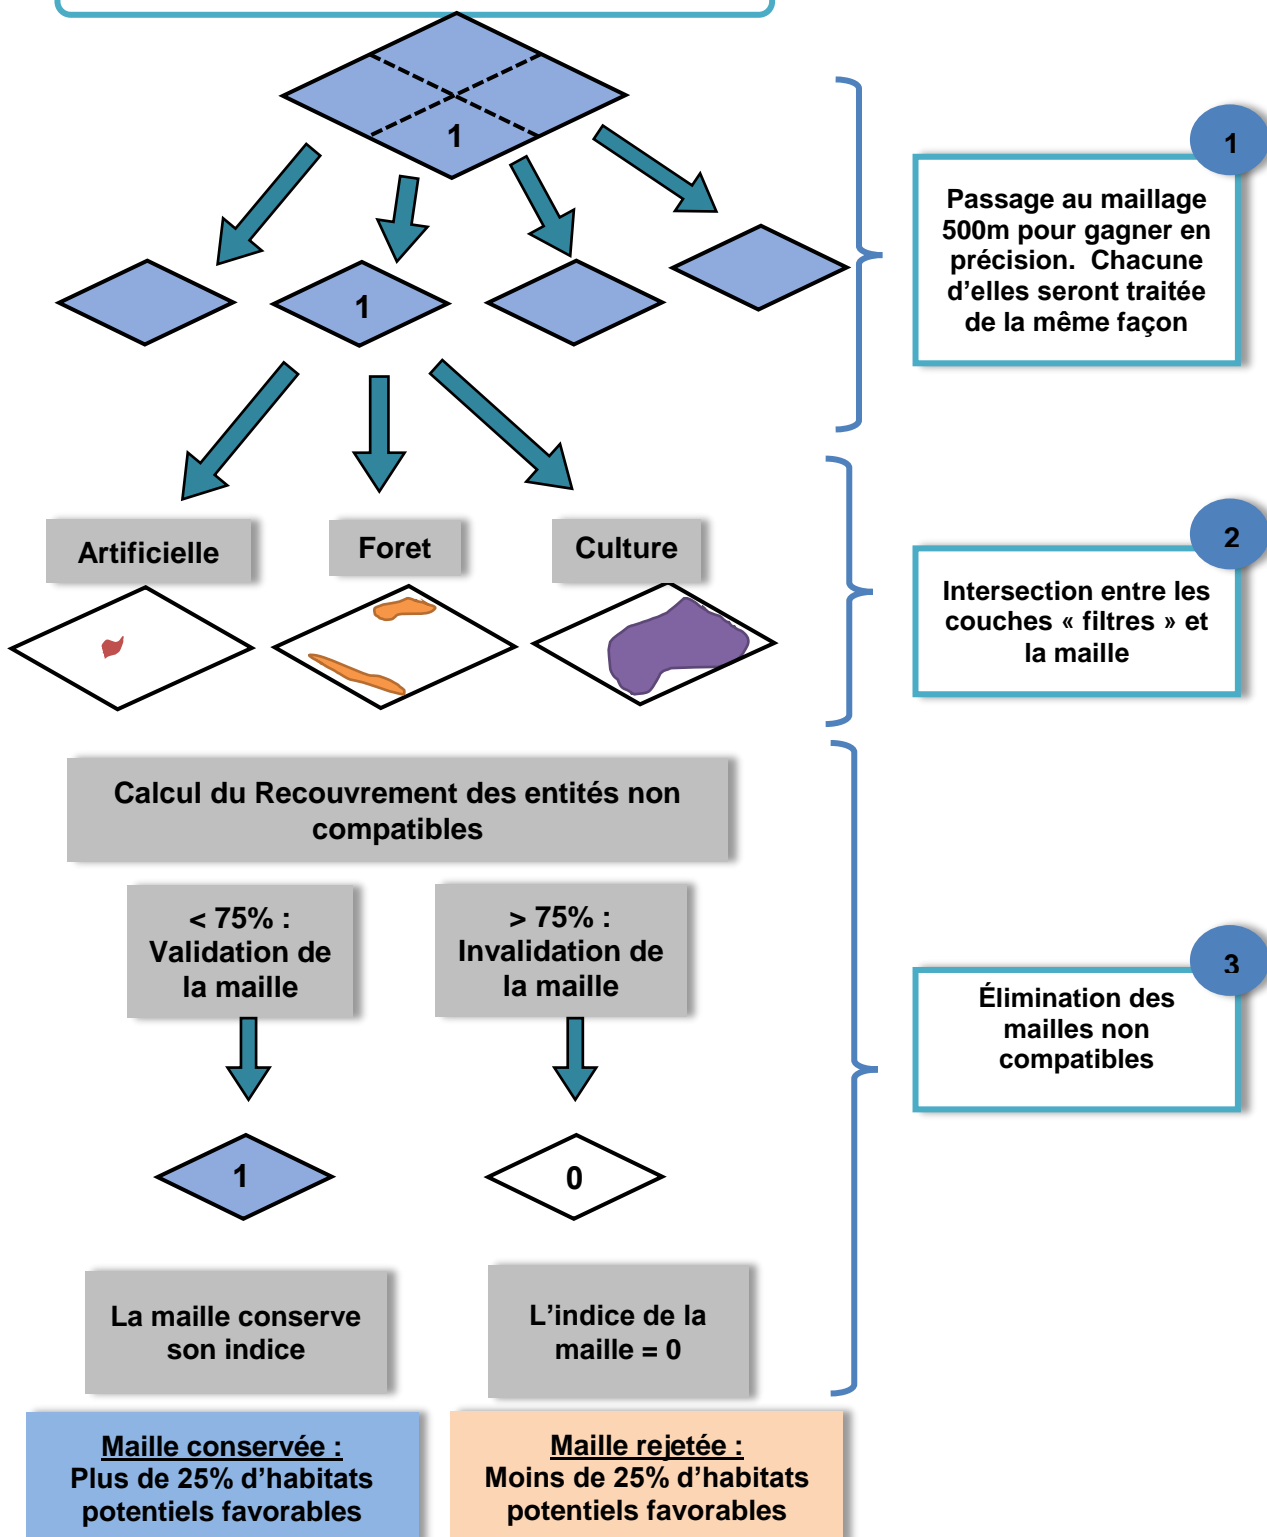 1
1
Passage au maillage
500m pour gagner en
précision. Chacune
d'elles seront traitée
de la même façon
1
Artificielle
Foret
Culture
2
Intersection entre les
couches « filtres » et
la maille
Calcul du Recouvrement des entités non
compatibles
< 75% :
Validation de
la maille
> 75% :
Invalidation de
la maille
3
Élimination des
mailles non
compatibles
1
0
La maille conserve
son indice
L'indice de la
maille = 0
Maille conservée :
Plus de 25% d'habitats
potentiels favorables
Maille rejetée :
Moins de 25% d'habitats
potentiels favorables